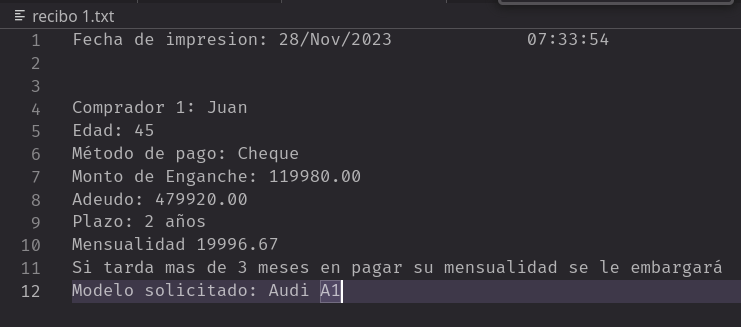 recibo 1.txt
1 Fecha de impresion: 28/Nov/2023 07:33:54
2
3
4 Comprador 1: Juan
5 Edad: 45
6 Método de pago: Cheque
7 Monto de Enganche: 119980.00
8 Adeudo: 479920.00
9 Plazo: 2 años
10 Mensualidad 19996.67
11 Si tarda mas de 3 meses en pagar su mensualidad se le embargará
12 Modelo solicitado: Audi A1